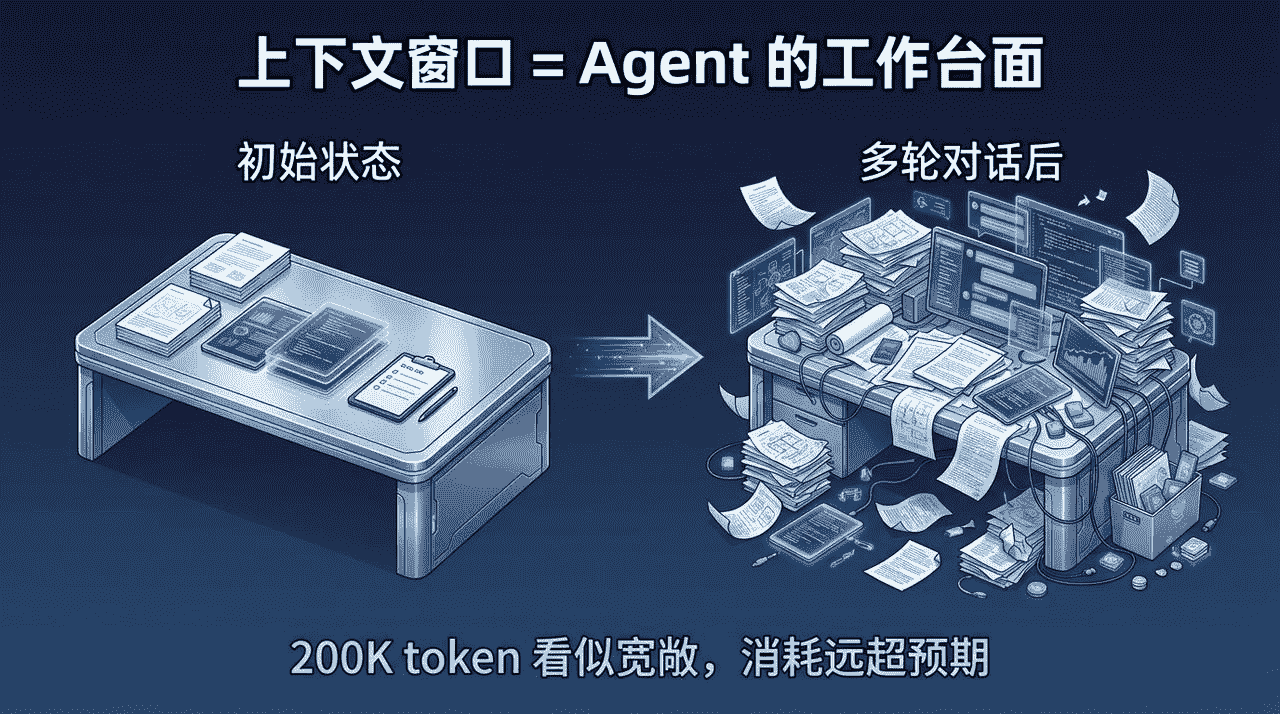 上下文窗口 = Agent 的工作台面
初始状态
多轮对话后
200K token 看似宽敞，消耗远超预期